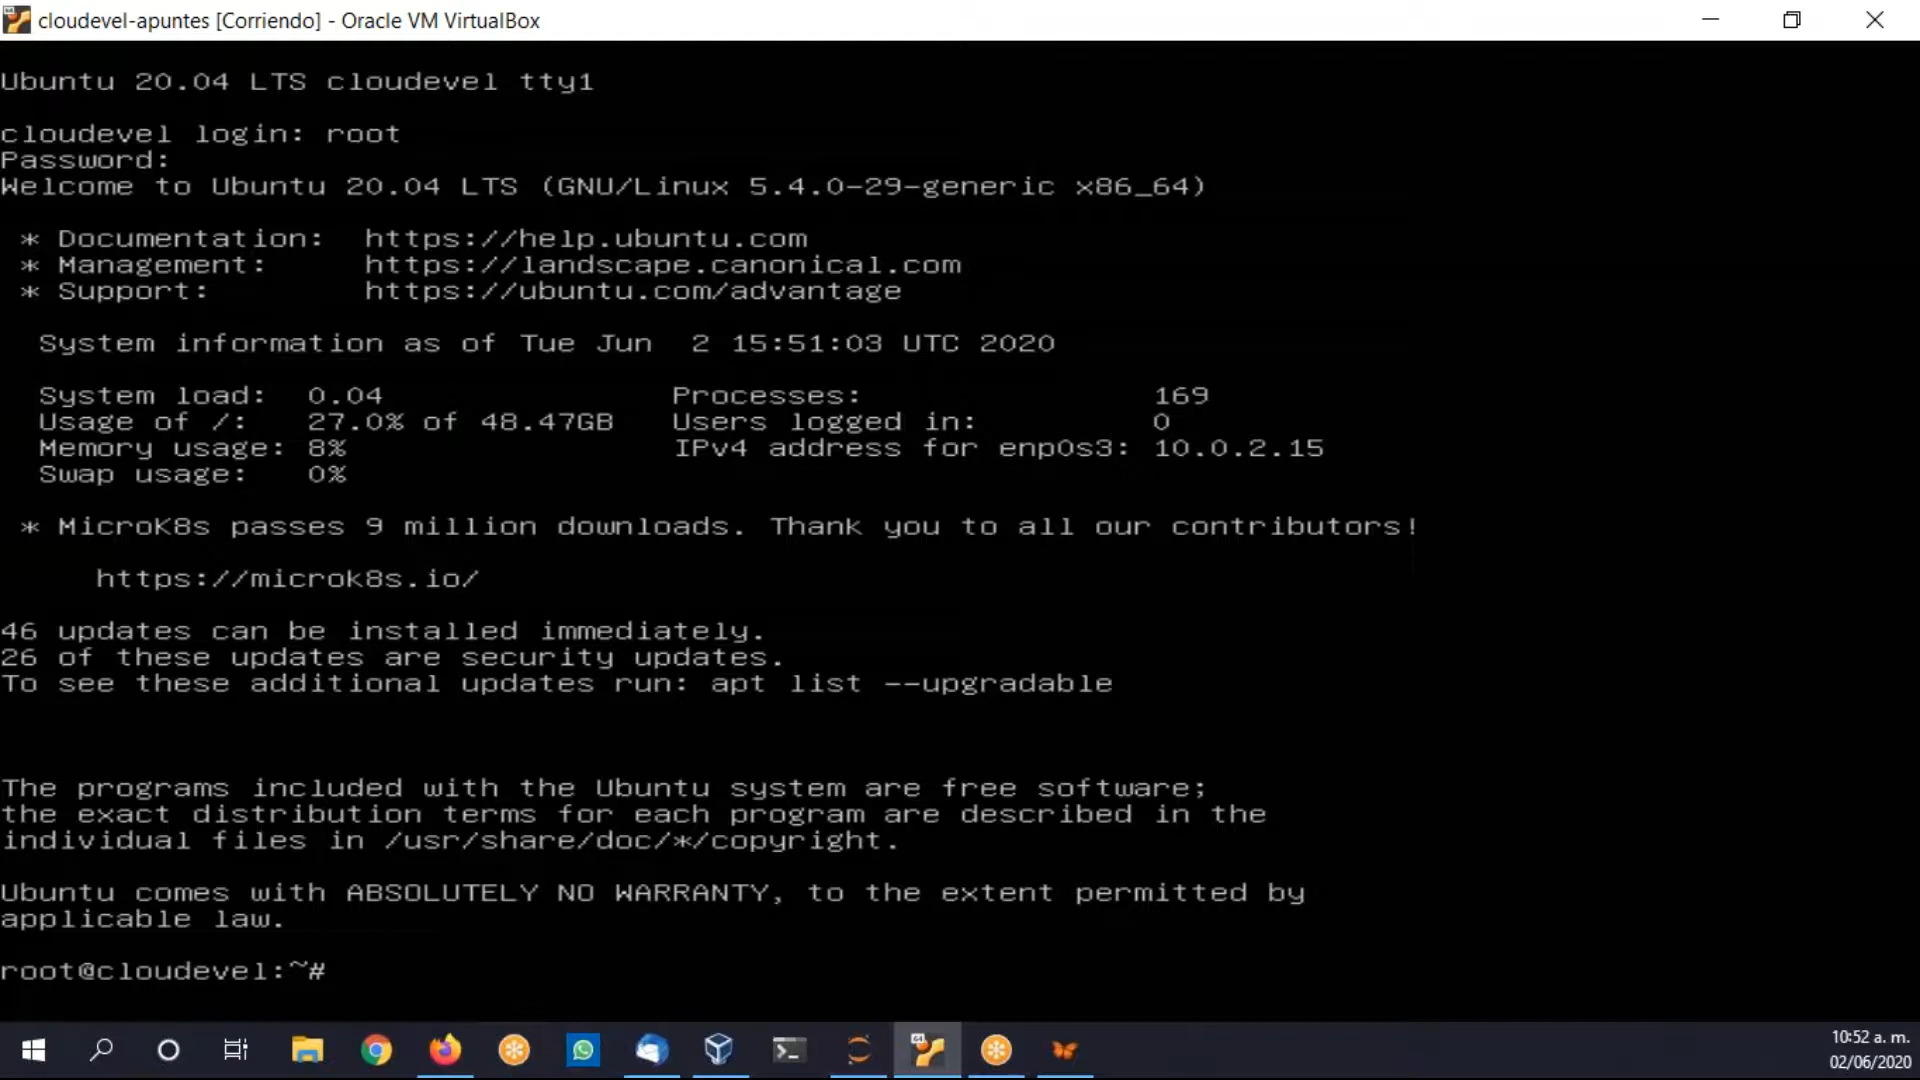 cloudevel-apuntes [Corriendo] - Oracle VM VirtualBox
Ubuntu 20.04 LTS cloudevel tty1
cloudevel login: root
Password:
Welcome to Ubuntu 20.04 LTS (GNU/Linux 5.4.0-29-generic x86_64)
* Documentation: https://help.ubuntu.com
* Management: https://landscape.canonical.com
* Support: https://ubuntu.com/advantage
System information as of Tue Jun 2 15:51:03 UTC 2020
System load: 0.04 Processes: 169
Usage of /: 27.0% of 48.47GB Users logged in: 0
Memory usage: 8% IPv4 address for enp0s3: 10.0.2.15
Swap usage: 0%
* MicroK8s passes 9 million downloads. Thank you to all our contributors!
https://microk8s.io/
46 updates can be installed immediately.
26 of these updates are security updates.
To see these additional updates run: apt list --upgradable
The programs included with the Ubuntu system are free software;
the exact distribution terms for each program are described in the
individual files in /usr/share/doc/*/copyright.
Ubuntu comes with ABSOLUTELY NO WARRANTY, to the extent permitted by
applicable law.
root@cloudevel:~#
10:52 a. m.
02/06/2020